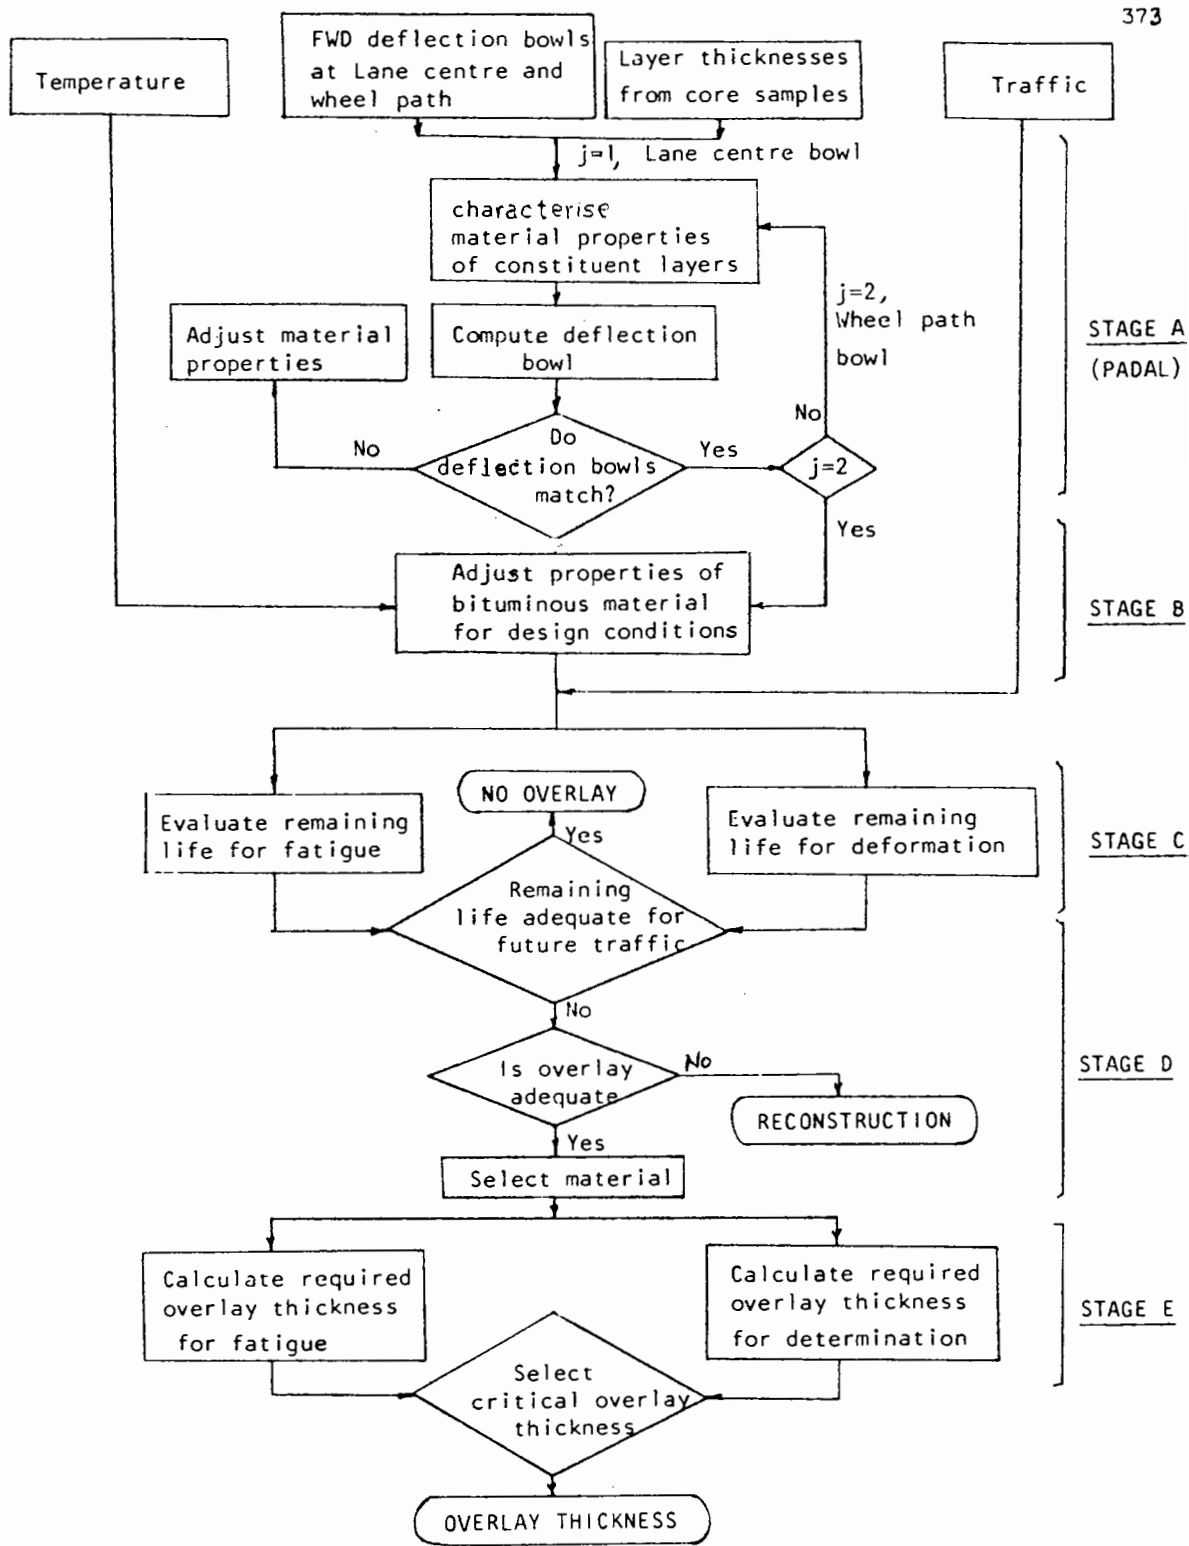 373
Temperature
FWD deflection bowls
at Lane centre and
wheel path
Layer thicknesses
from core samples
Traffic
j=1, Lane centre bowl
characterise
material properties
of constituent layers
j=2,
Wheel path
bowl
Adjust material
properties
Compute deflection
bowl
STAGE A
(PADAL)
No
Do
deflection bowls
match?
Yes
No
j=2
Yes
Adjust properties of
bituminous material
for design conditions
STAGE B
NO OVERLAY
Evaluate remaining
life for fatigue
Yes
Evaluate remaining
life for deformation
STAGE C
Remaining
life adequate for
future traffic
No
Is overlay
adequate
No
STAGE D
RECONSTRUCTION
Yes
Select material
Calculate required
overlay thickness
for fatigue
Calculate required
overlay thickness
for determination
STAGE E
Select
critical overlay
thickness
OVERLAY THICKNESS